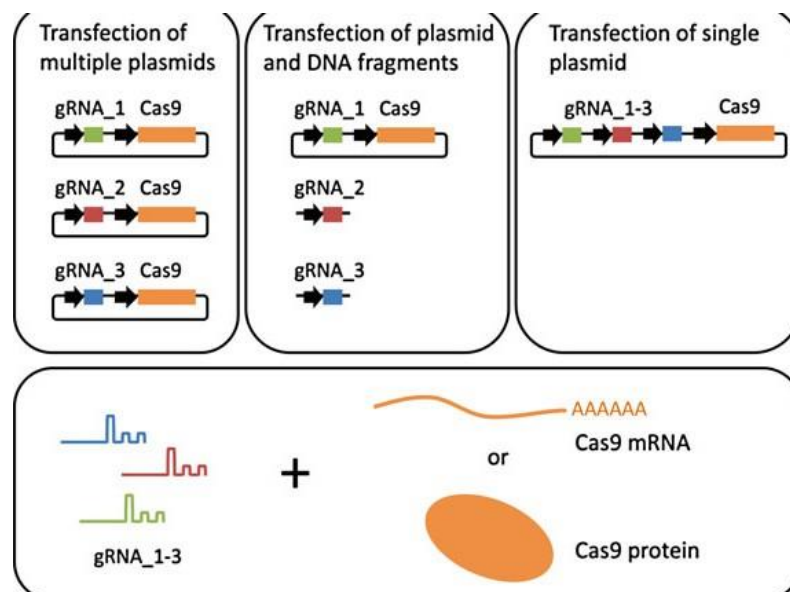 Transfection of
multiple plasmids
gRNA_1 Cas9
gRNA_2 Cas9
gRNA_3 Cas9
Transfection of plasmid
and DNA fragments
gRNA_1 Cas9
gRNA_2
gRNA_3
Transfection of single
plasmid
gRNA_1-3 Cas9
gRNA_1-3
+
AAAAAA
Cas9 mRNA
or
Cas9 protein